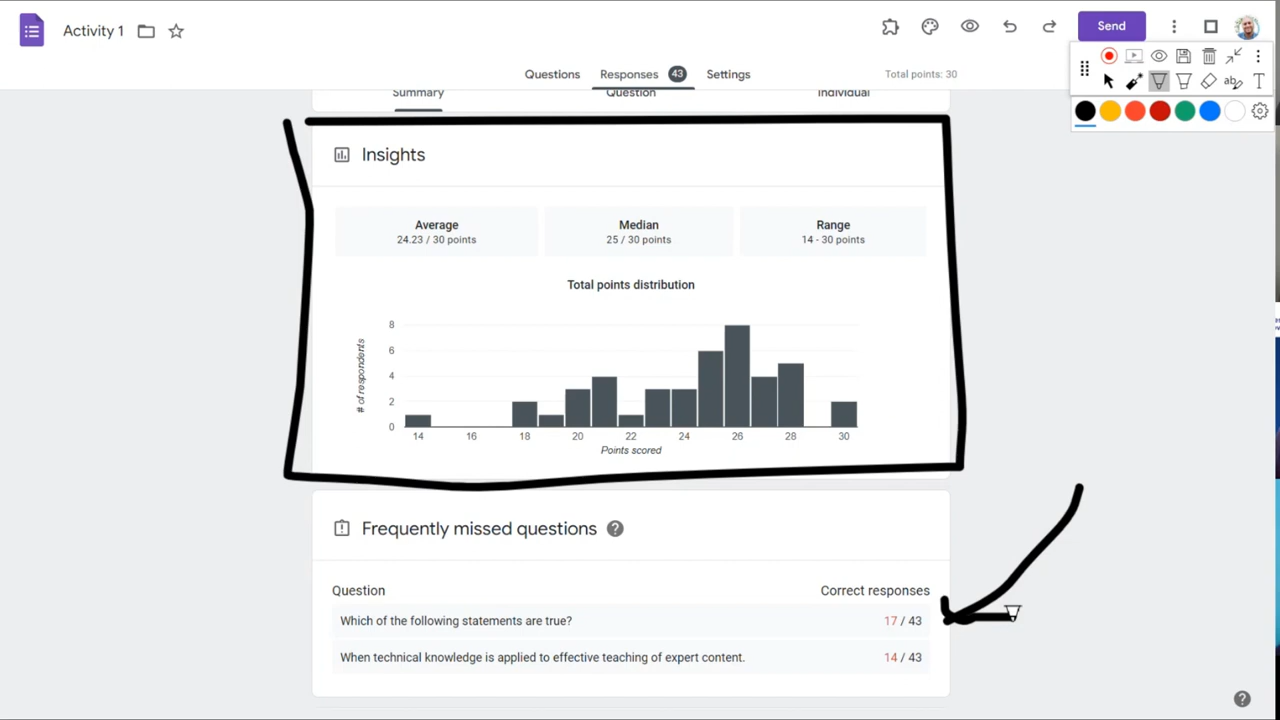 Activity 1
Send
Questions
Responses 43
Settings
Total points: 30
Summary
Question
Individual
Insights
Average
24.23 / 30 points
Median
25 / 30 points
Range
14 - 30 points
Total points distribution
# of respondents
8
6
4
2
0
14 16 18 20 22 24 26 28 30
Points scored
Frequently missed questions
Question
Correct responses
Which of the following statements are true?
17 / 43
When technical knowledge is applied to effective teaching of expert content.
14 / 43